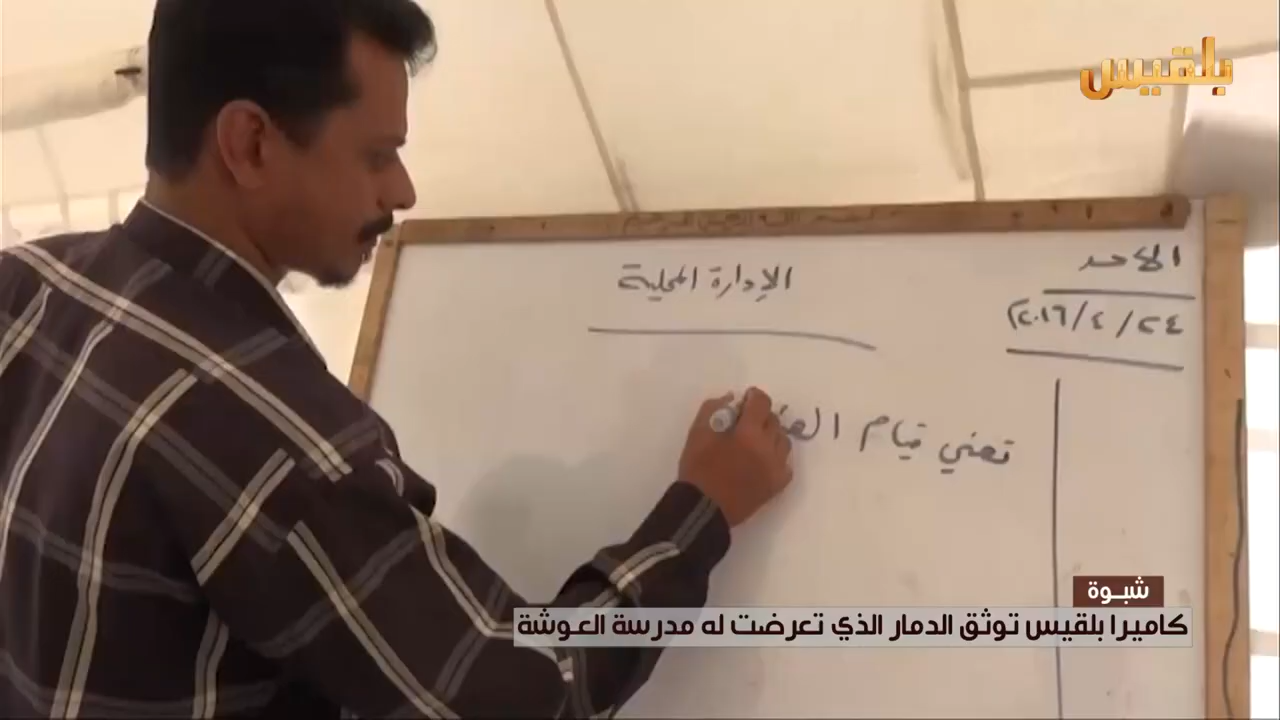 بلقيس
الأحد
٢٠١٦/٤/٢٤
الإدارة المحلية
تعني قيام
شبوة
كاميرا بلقيس توثق الدمار الذي تعرضت له مدرسة العوشة